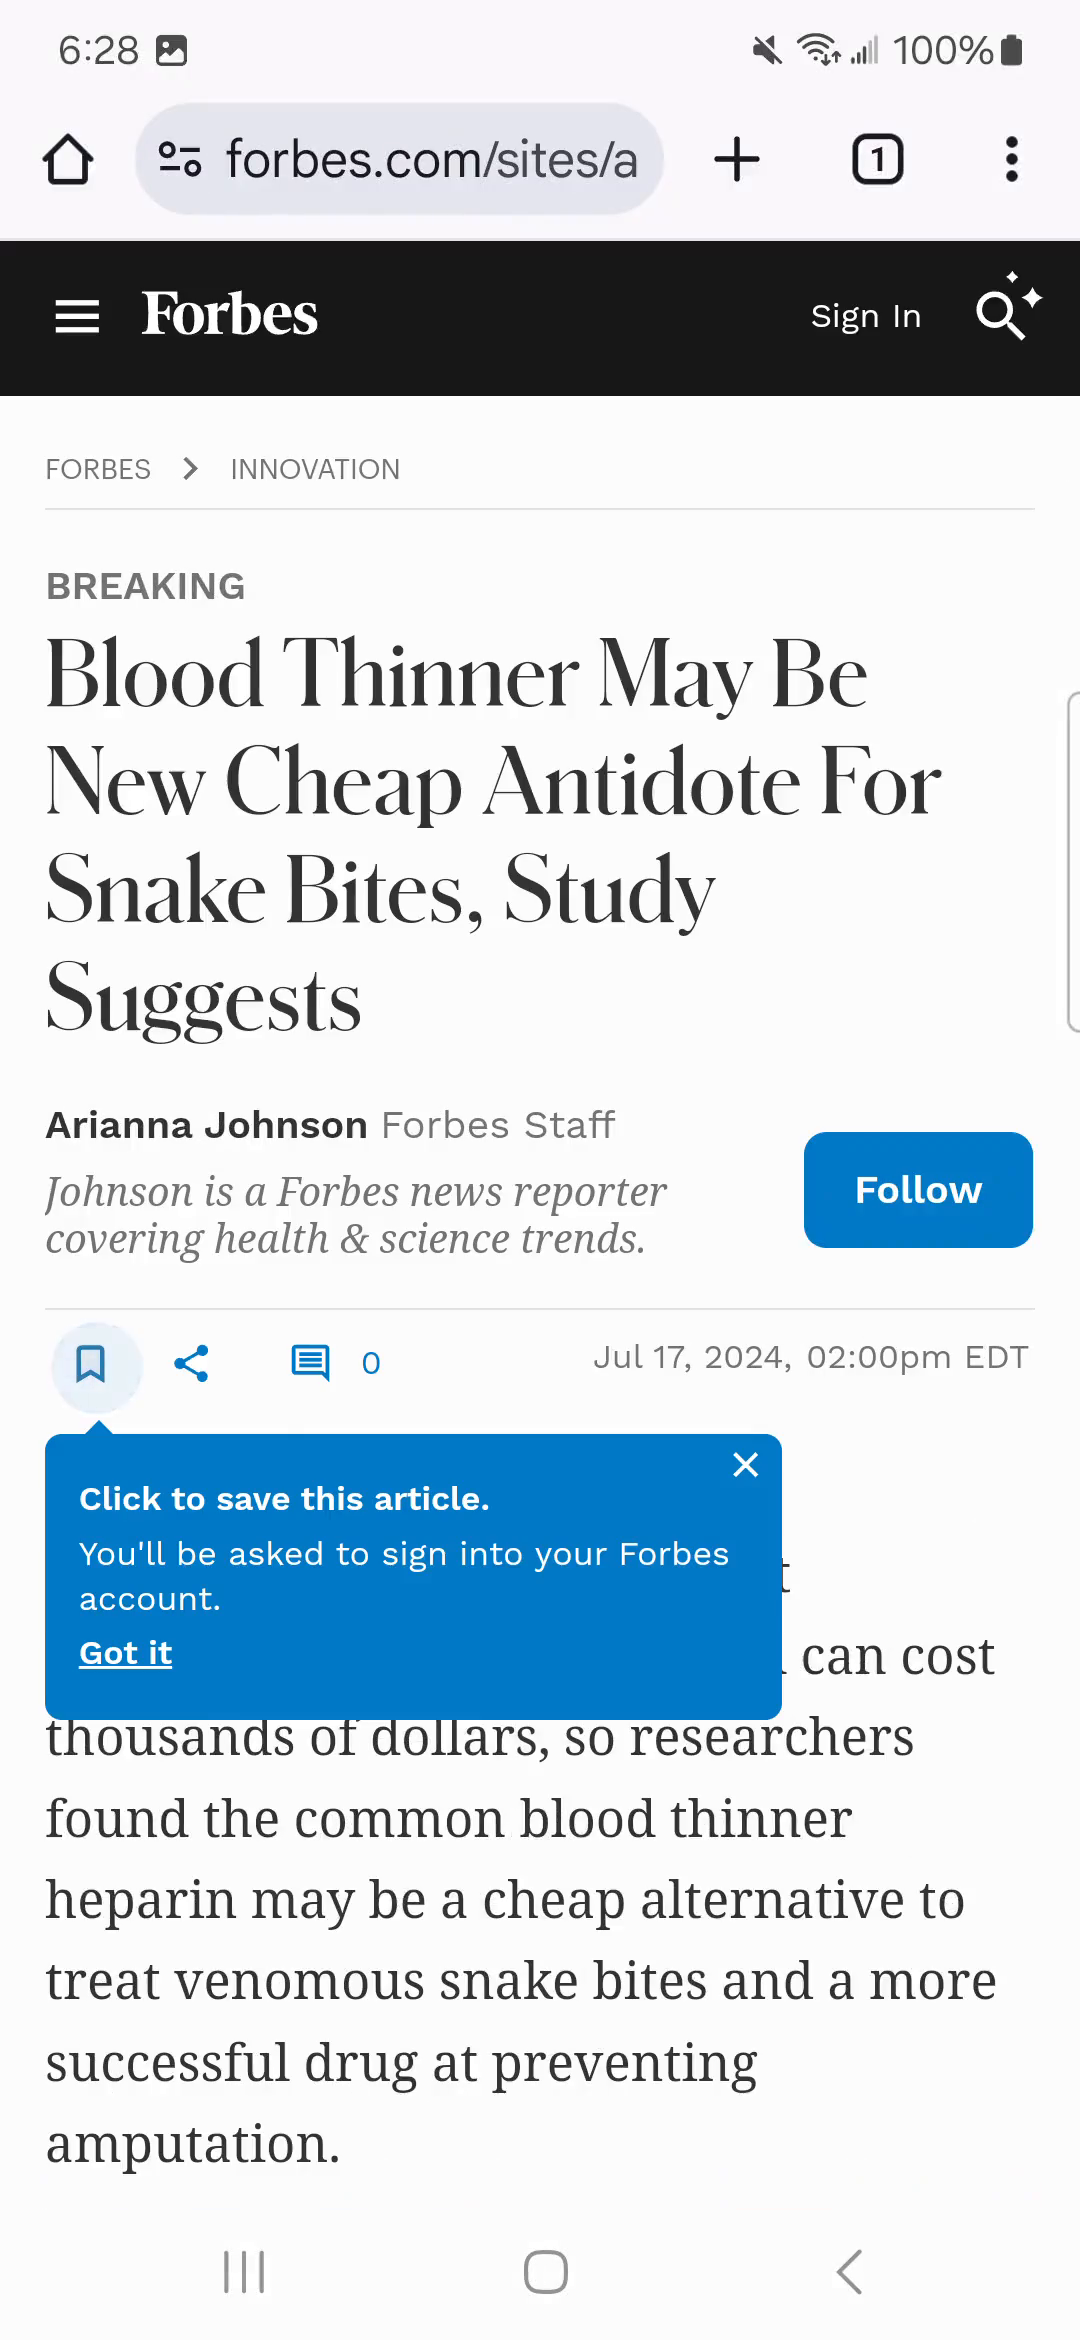 6:28
100%
forbes.com/sites/a
1
Forbes
Sign In
FORBES > INNOVATION
BREAKING
Blood Thinner May Be
New Cheap Antidote For
Snake Bites, Study
Suggests
Arianna Johnson Forbes Staff
Johnson is a Forbes news reporter
covering health & science trends.
Follow
0
Jul 17, 2024, 02:00pm EDT
Click to save this article.
You'll be asked to sign into your Forbes
account.
Got it
can cost
thousands of dollars, so researchers
found the common blood thinner
heparin may be a cheap alternative to
treat venomous snake bites and a more
successful drug at preventing
amputation.